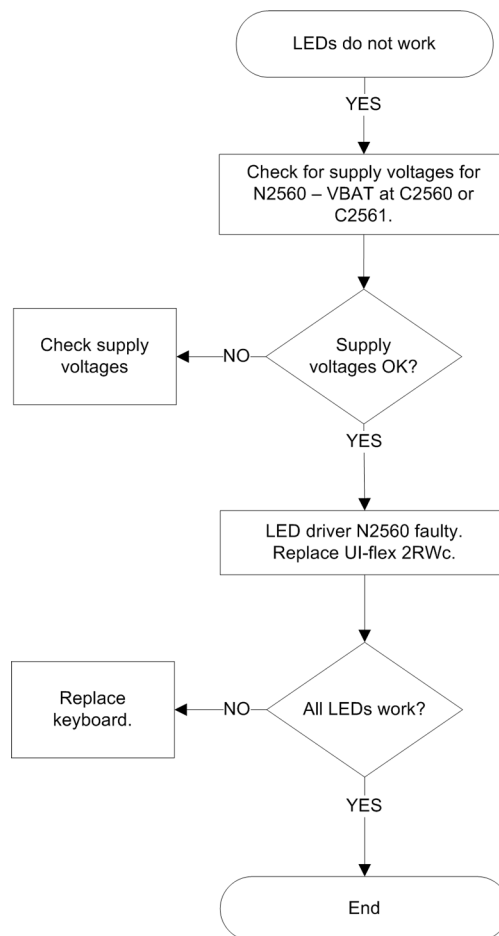 LEDs do not work
YES
Check for supply voltages for
N2560 – VBAT at C2560 or
C2561.
Check supply
voltages
NO
Supply
voltages OK?
YES
LED driver N2560 faulty.
Replace UI-flex 2RWc.
Replace
keyboard.
NO
All LEDs work?
YES
End